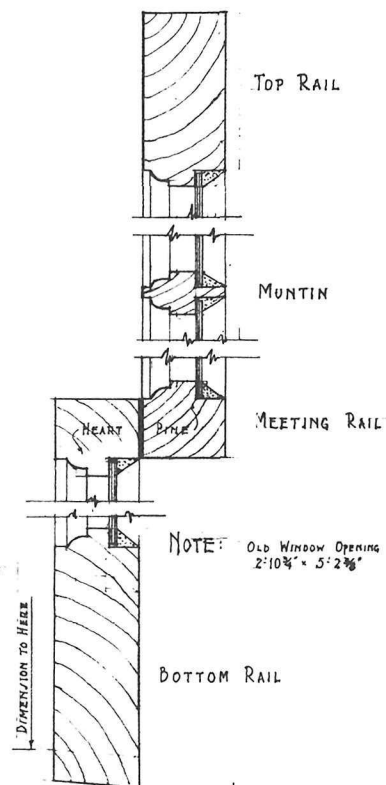 TOP RAIL
MUNTIN
MEETING RAIL
HEART PINE
NOTE: OLD WINDOW OPENING
2'-10¾" × 5'-2⅜"
DIMENSION TO HERE
BOTTOM RAIL